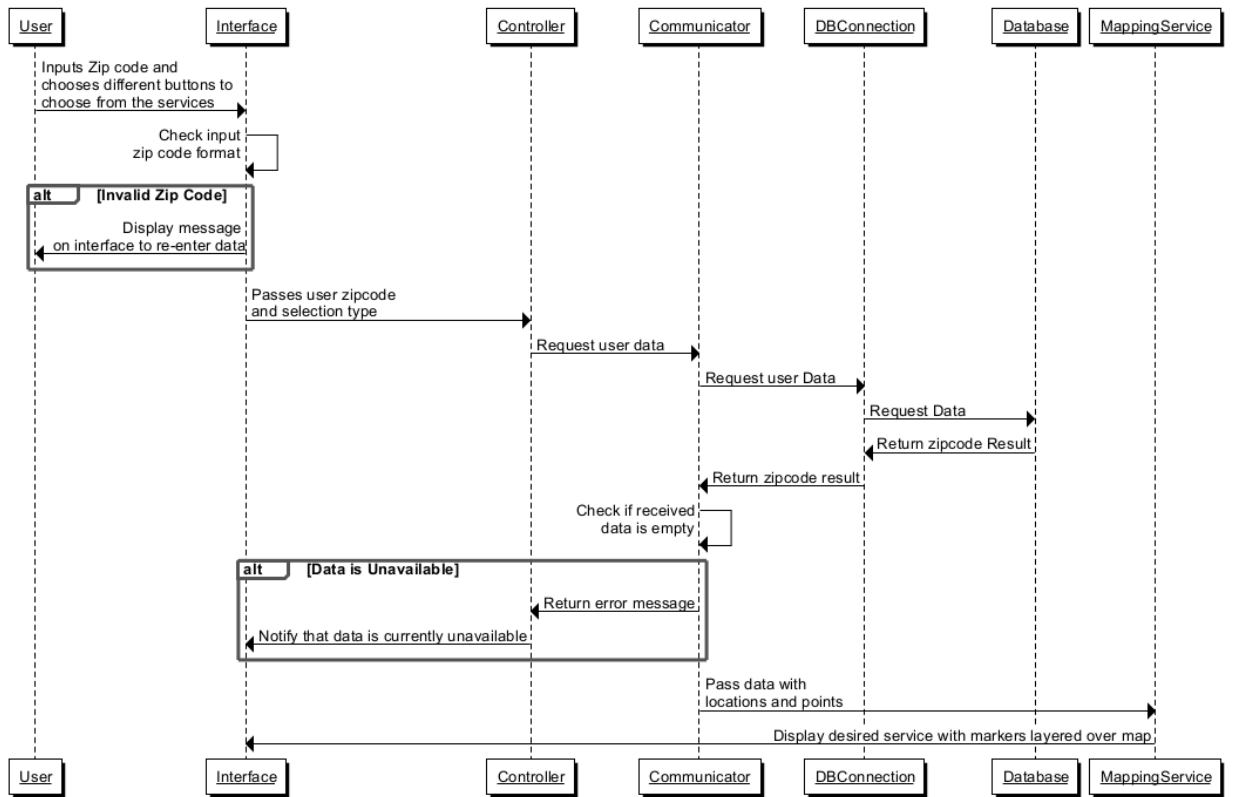 User
Interface
Controller
Communicator
DBConnection
Database
MappingService
Inputs Zip code and
chooses different buttons to
choose from the services
Check input
zip code format
alt
[Invalid Zip Code]
Display message
on interface to re-enter data
Passes user zipcode
and selection type
Request user data
Request user Data
Request Data
Return zipcode Result
Return zipcode result
Check if received
data is empty
alt
[Data is Unavailable]
Return error message
Notify that data is currently unavailable
Pass data with
locations and points
Display desired service with markers layered over map
User
Interface
Controller
Communicator
DBConnection
Database
MappingService